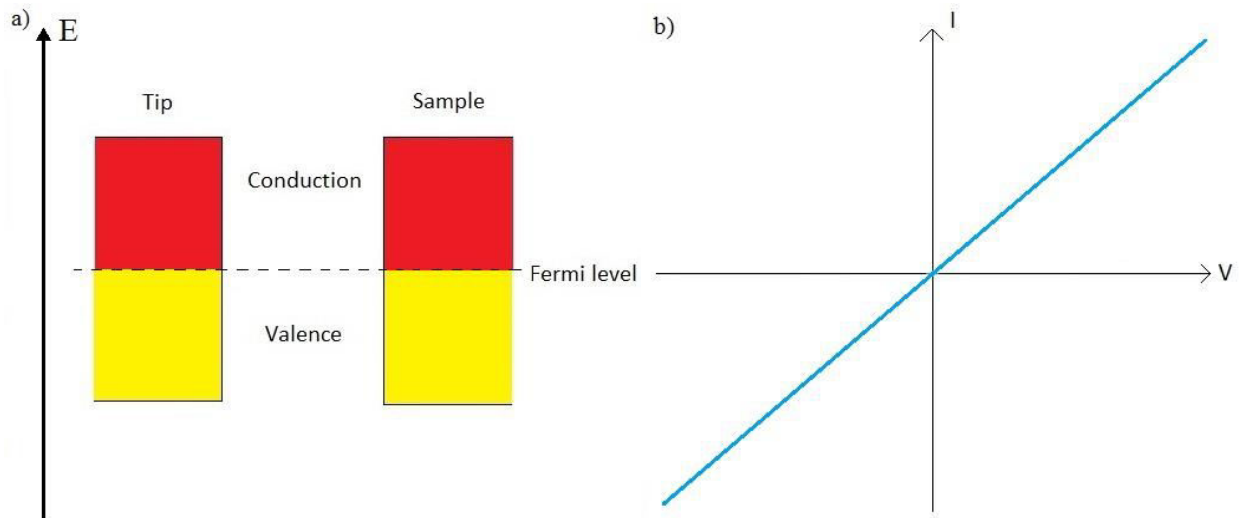 a)
E
Tip
Sample
Conduction
Fermi level
Valence
b)
I
V